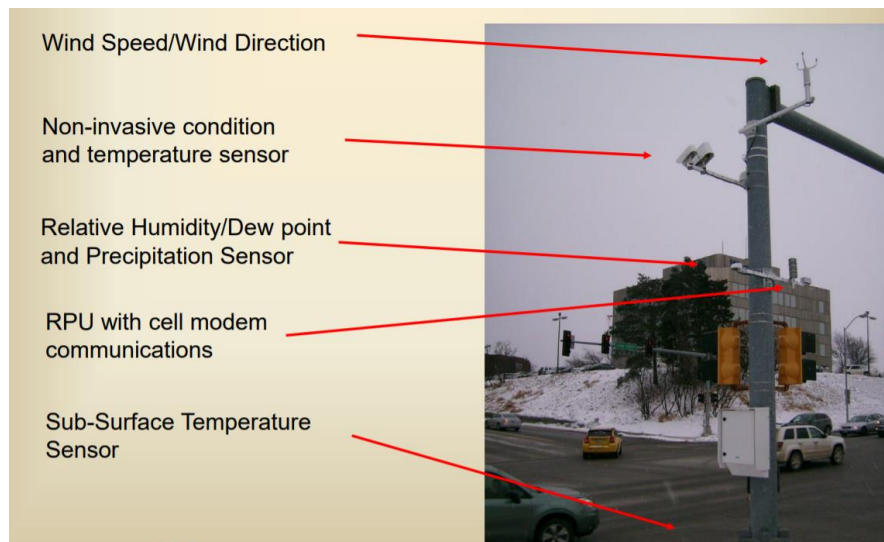 Wind Speed/Wind Direction
Non-invasive condition
and temperature sensor
Relative Humidity/Dew point
and Precipitation Sensor
RPU with cell modem
communications
Sub-Surface Temperature
Sensor